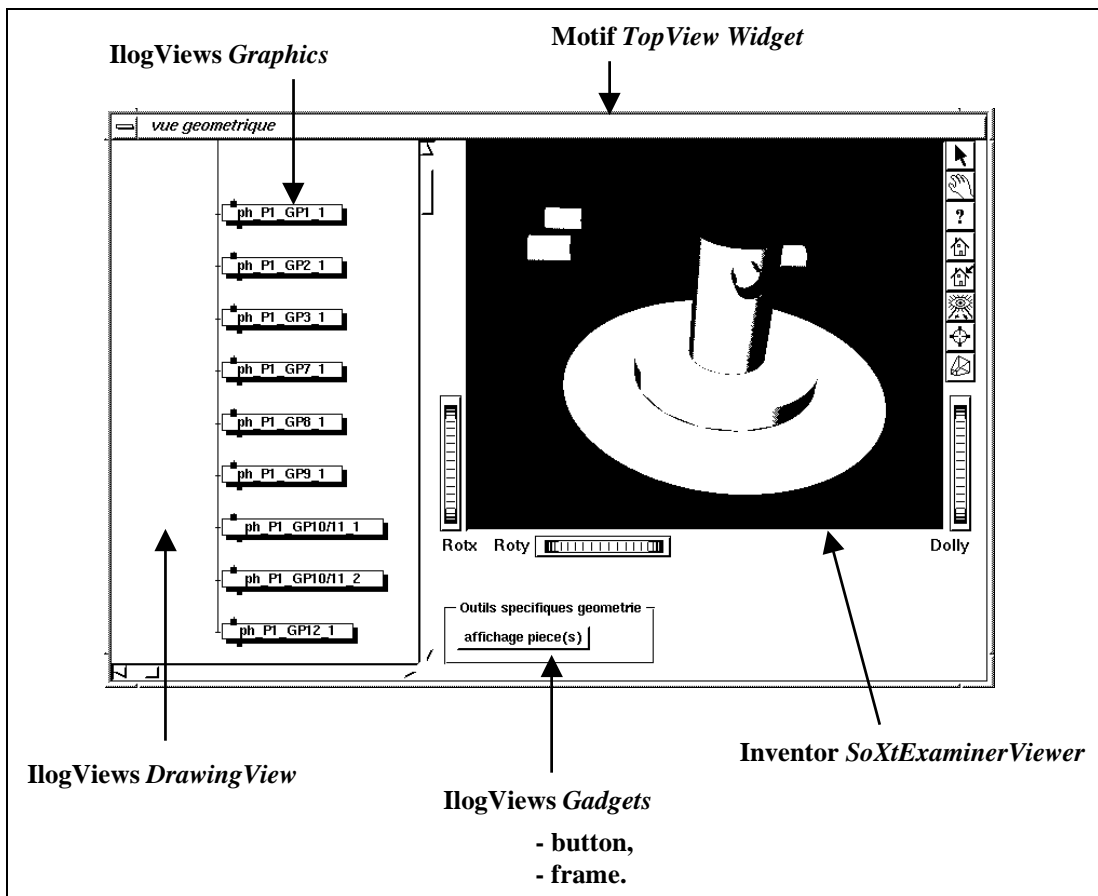 Motif TopView Widget
IlogViews Graphics
vue geometrique
ph_P1_GP1_1
ph_P1_GP2_1
ph_P1_GP3_1
ph_P1_GP7_1
ph_P1_GP8_1
ph_P1_GP9_1
ph_P1_GP10/11_1
ph_P1_GP10/11_2
ph_P1_GP12_1
?
Rotx Roty Dolly
Outils specifiques geometrie
affichage piece(s)
Inventor SoXtExaminerViewer
IlogViews DrawingView
IlogViews Gadgets
- button,
- frame.